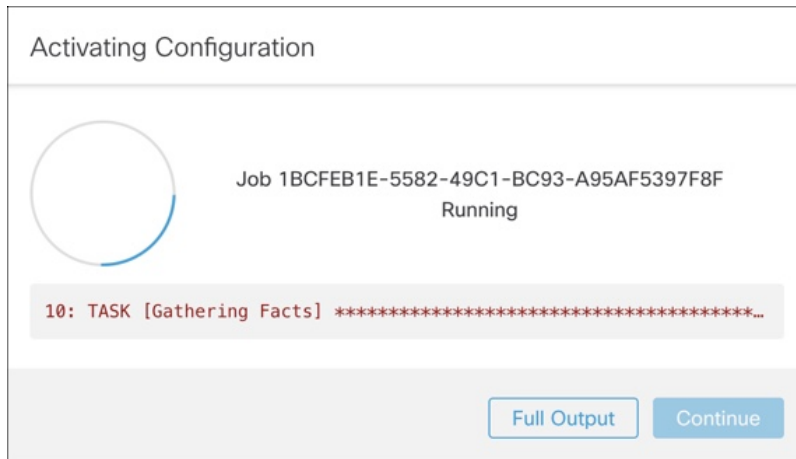 Activating Configuration
Job 1BCFEB1E-5582-49C1-BC93-A95AF5397F8F
Running
10: TASK [Gathering Facts] ***************************************…
Full Output
Continue